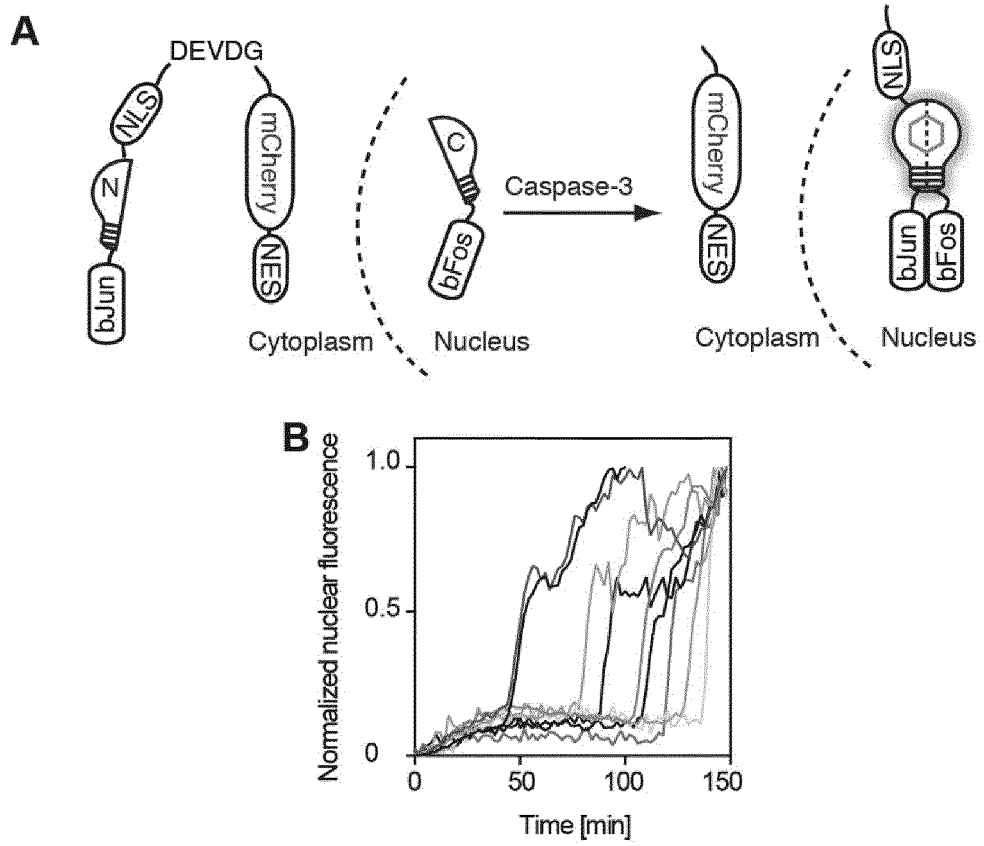 A
DEVDG
NLS
N
bJun
mCherry
NES
C
bFos
Cytoplasm
Nucleus
Caspase-3
mCherry
NES
NLS
bJun
bFos
Cytoplasm
Nucleus
B
Normalized nuclear fluorescence
1.0
0.5
0
0 50 100 150
Time [min]